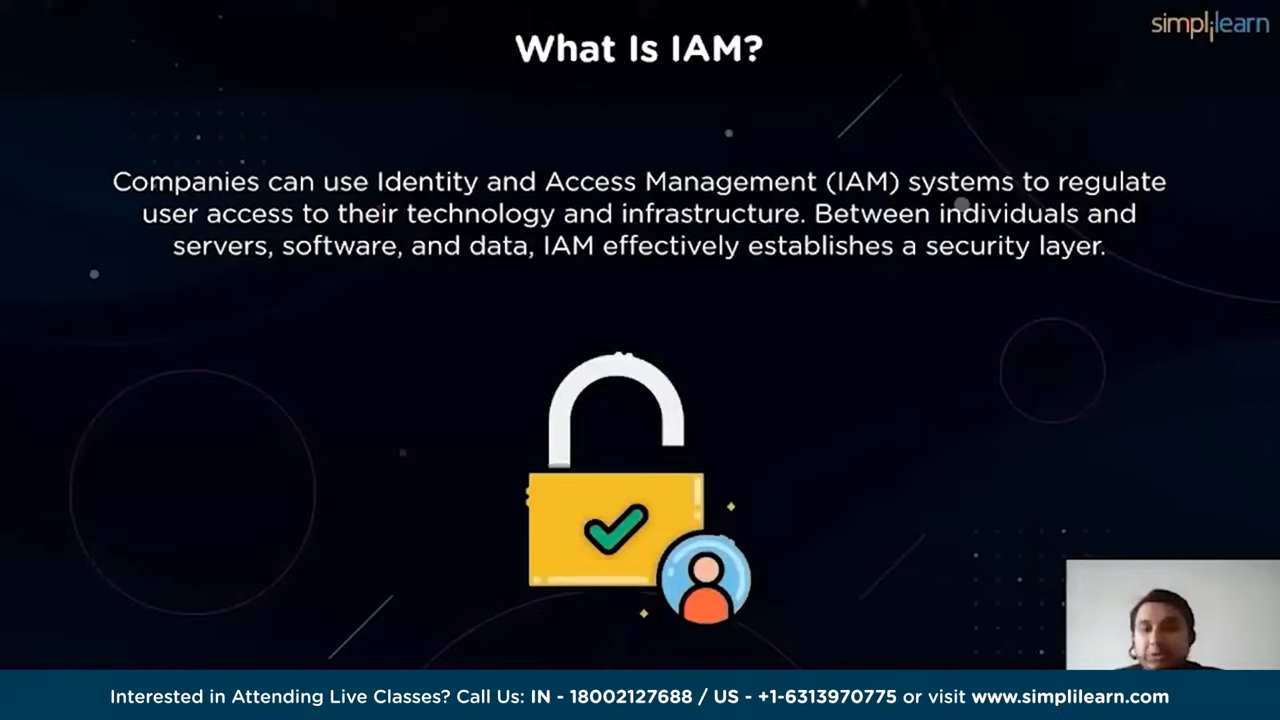 simplilearn
What Is IAM?
Companies can use Identity and Access Management (IAM) systems to regulate
user access to their technology and infrastructure. Between individuals and
servers, software, and data, IAM effectively establishes a security layer.
Interested in Attending Live Classes? Call Us: IN - 18002127688 / US - +1-6313970775 or visit www.simplilearn.com